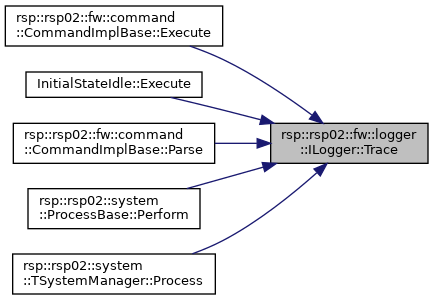 rsp::rsp02::fw::command
::CommandImplBase::Execute
InitialStateIdle::Execute
rsp::rsp02::fw::command
::CommandImplBase::Parse
rsp::rsp02::system
::ProcessBase::Perform
rsp::rsp02::system
::TSystemManager::Process
rsp::rsp02::fw::logger
::ILogger::Trace